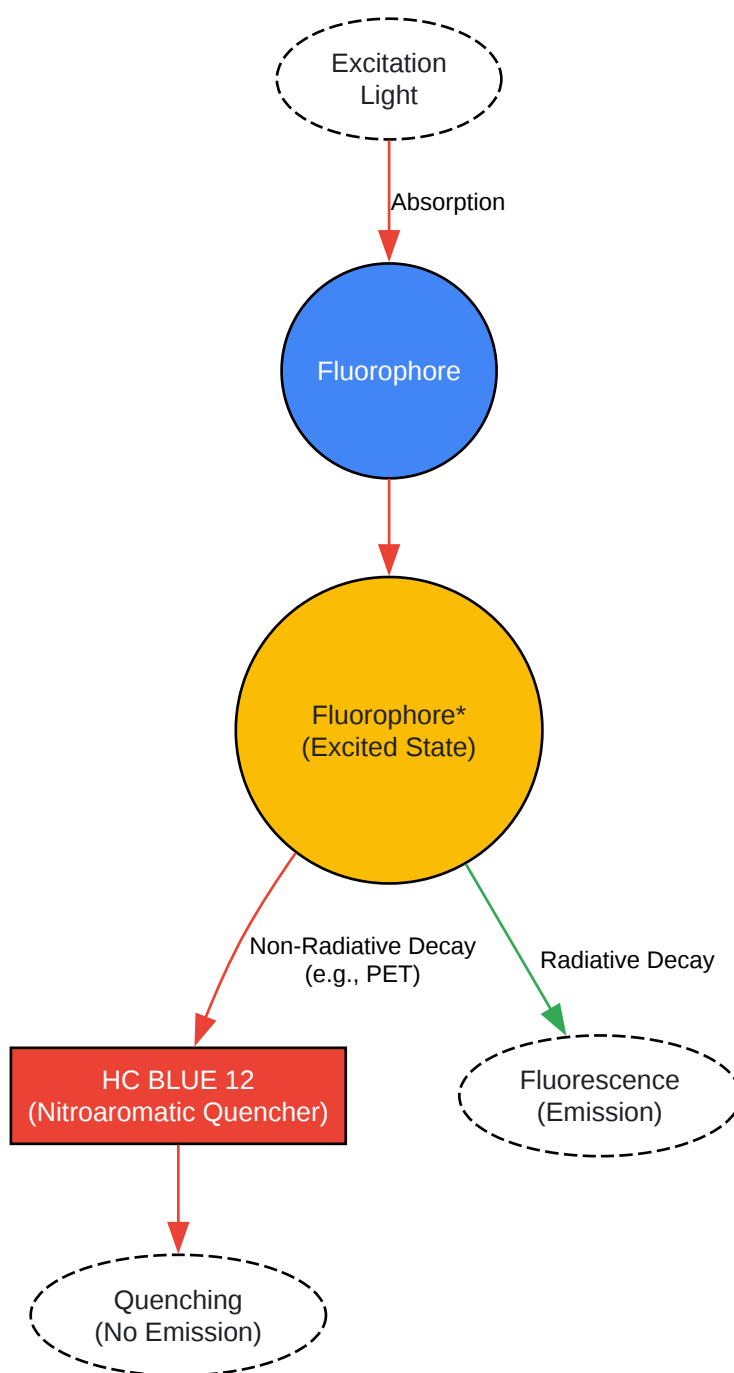 Excitation
Light
Absorption
Fluorophore
Fluorophore*
(Excited State)
Non-Radiative Decay
(e.g., PET)
Radiative Decay
HC BLUE 12
(Nitroaromatic Quencher)
Fluorescence
(Emission)
Quenching
(No Emission)